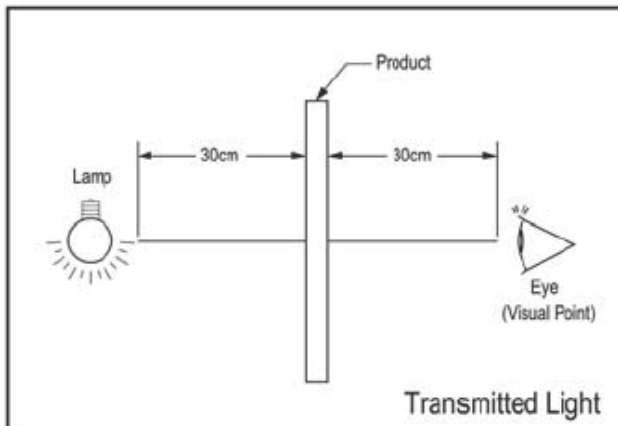 Product
30cm
30cm
Lamp
Eye
(Visual Point)
Transmitted Light